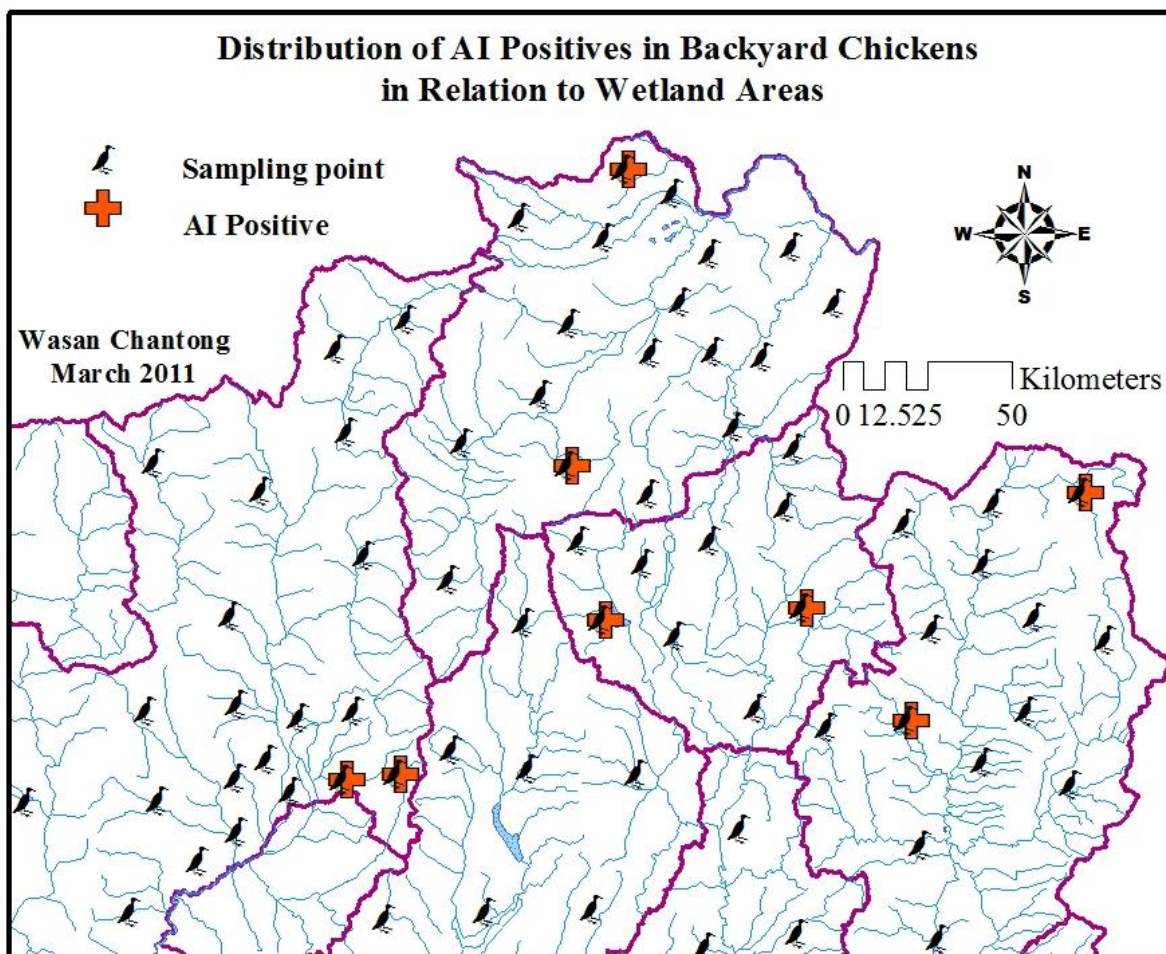 Distribution of AI Positives in Backyard Chickens
in Relation to Wetland Areas
Sampling point
AI Positive
N
W E
S
Wasan Chantong
March 2011
Kilometers
0 12.525 50